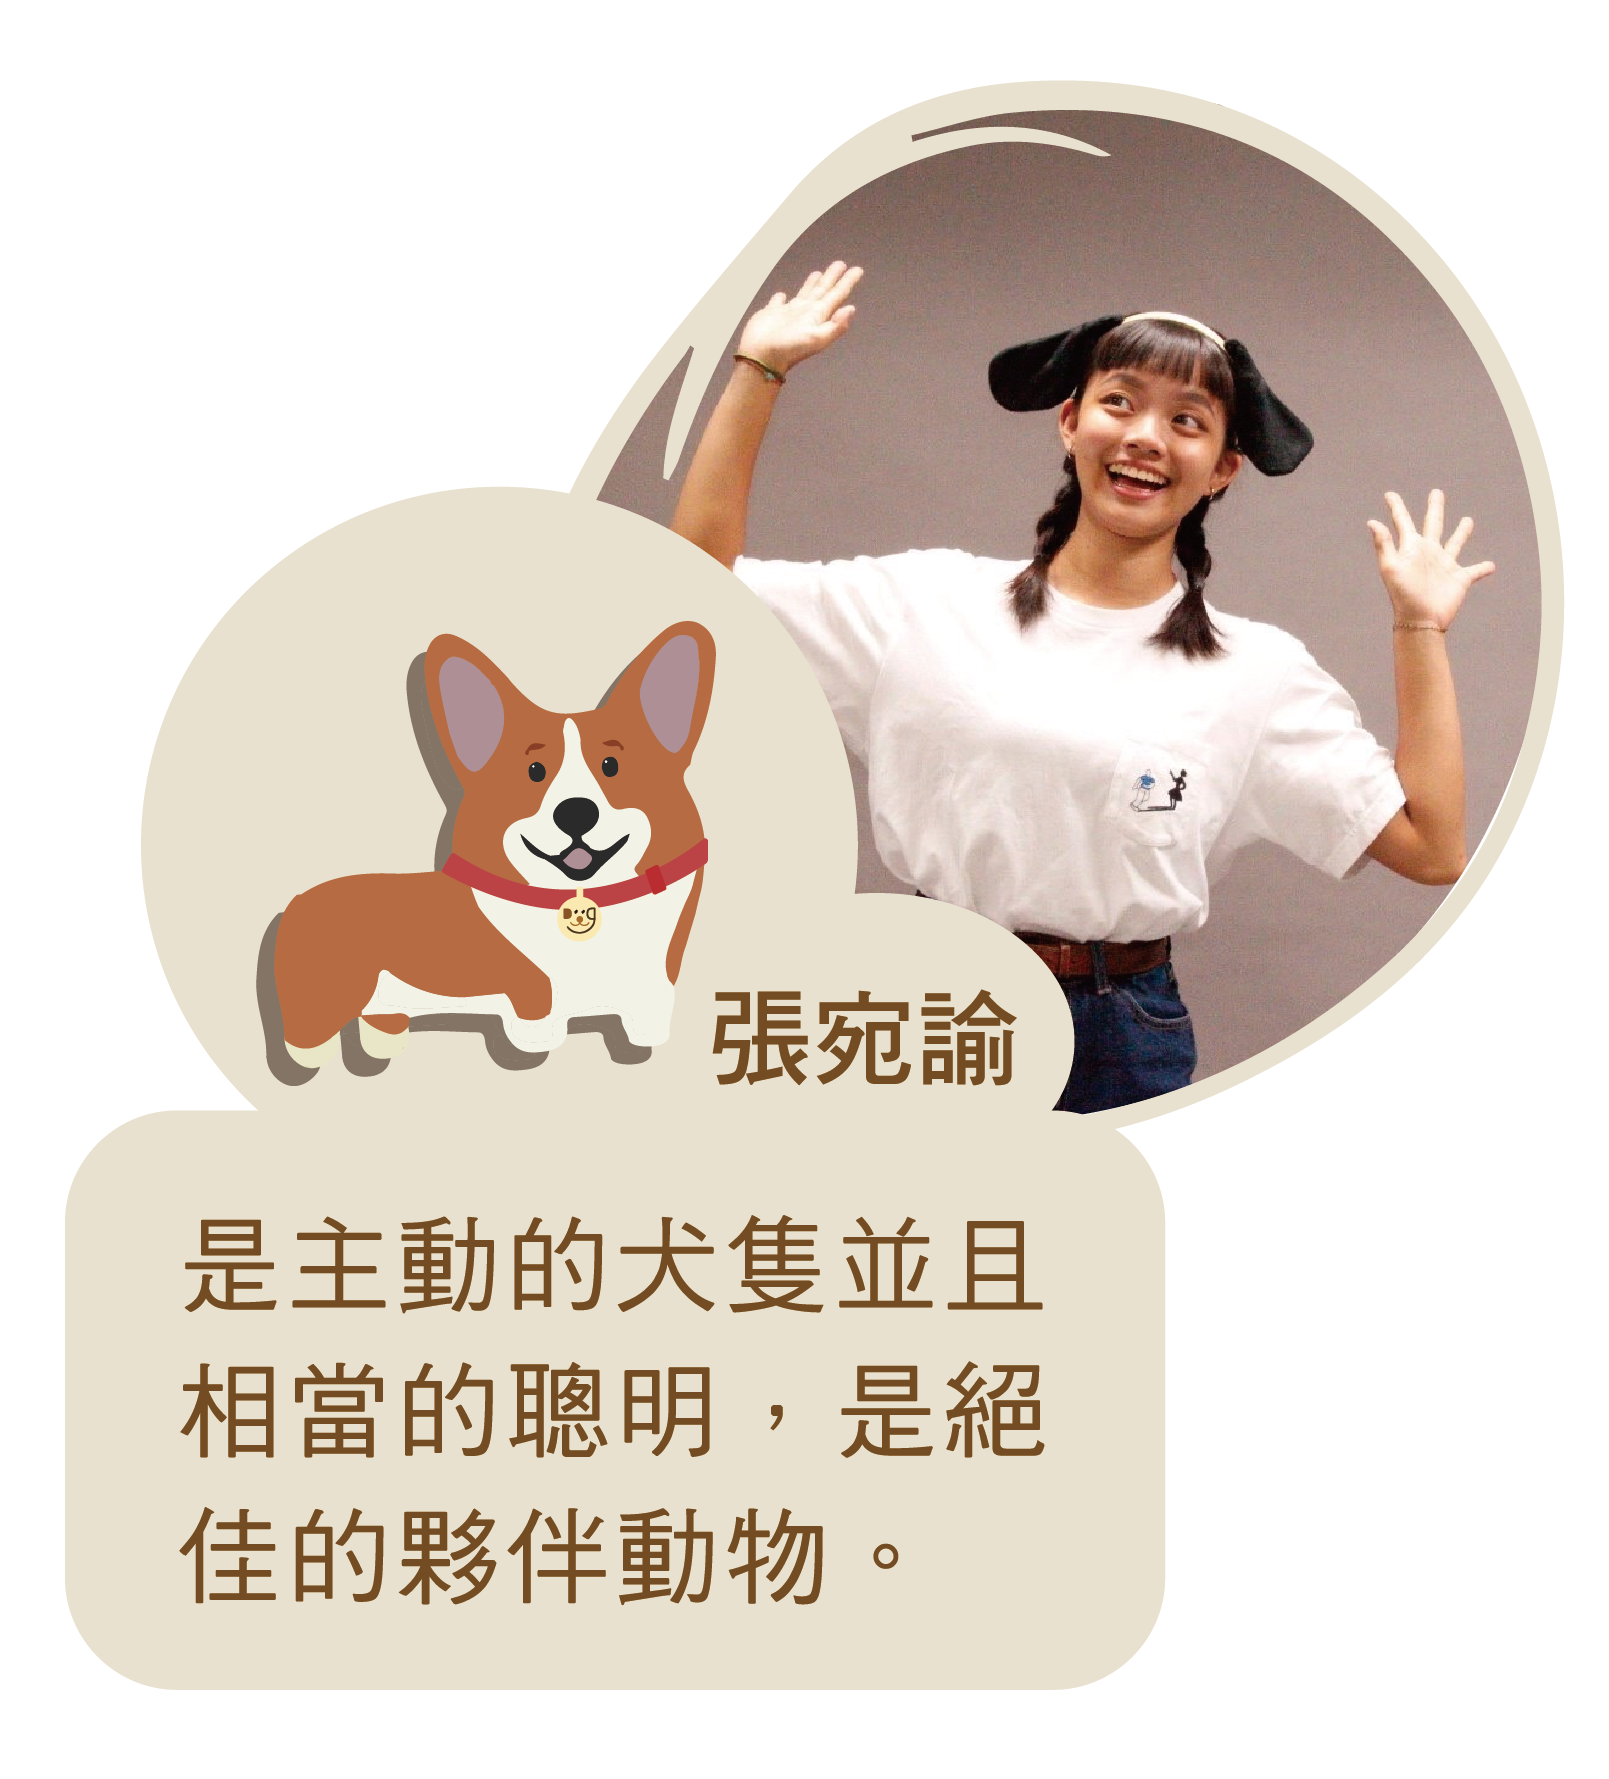 張宛諭
是主動的犬隻並且
相當的聰明，是絕
佳的夥伴動物。